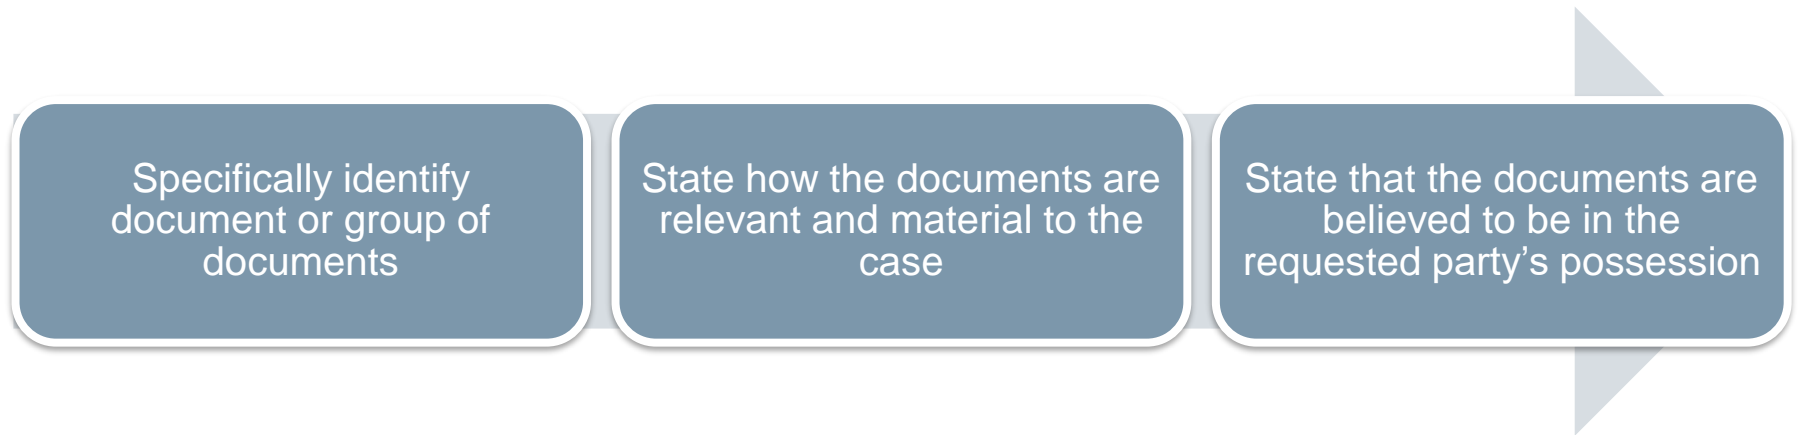 Specifically identify
document or group of
documents
State how the documents are
relevant and material to the
case
State that the documents are
believed to be in the
requested party’s possession